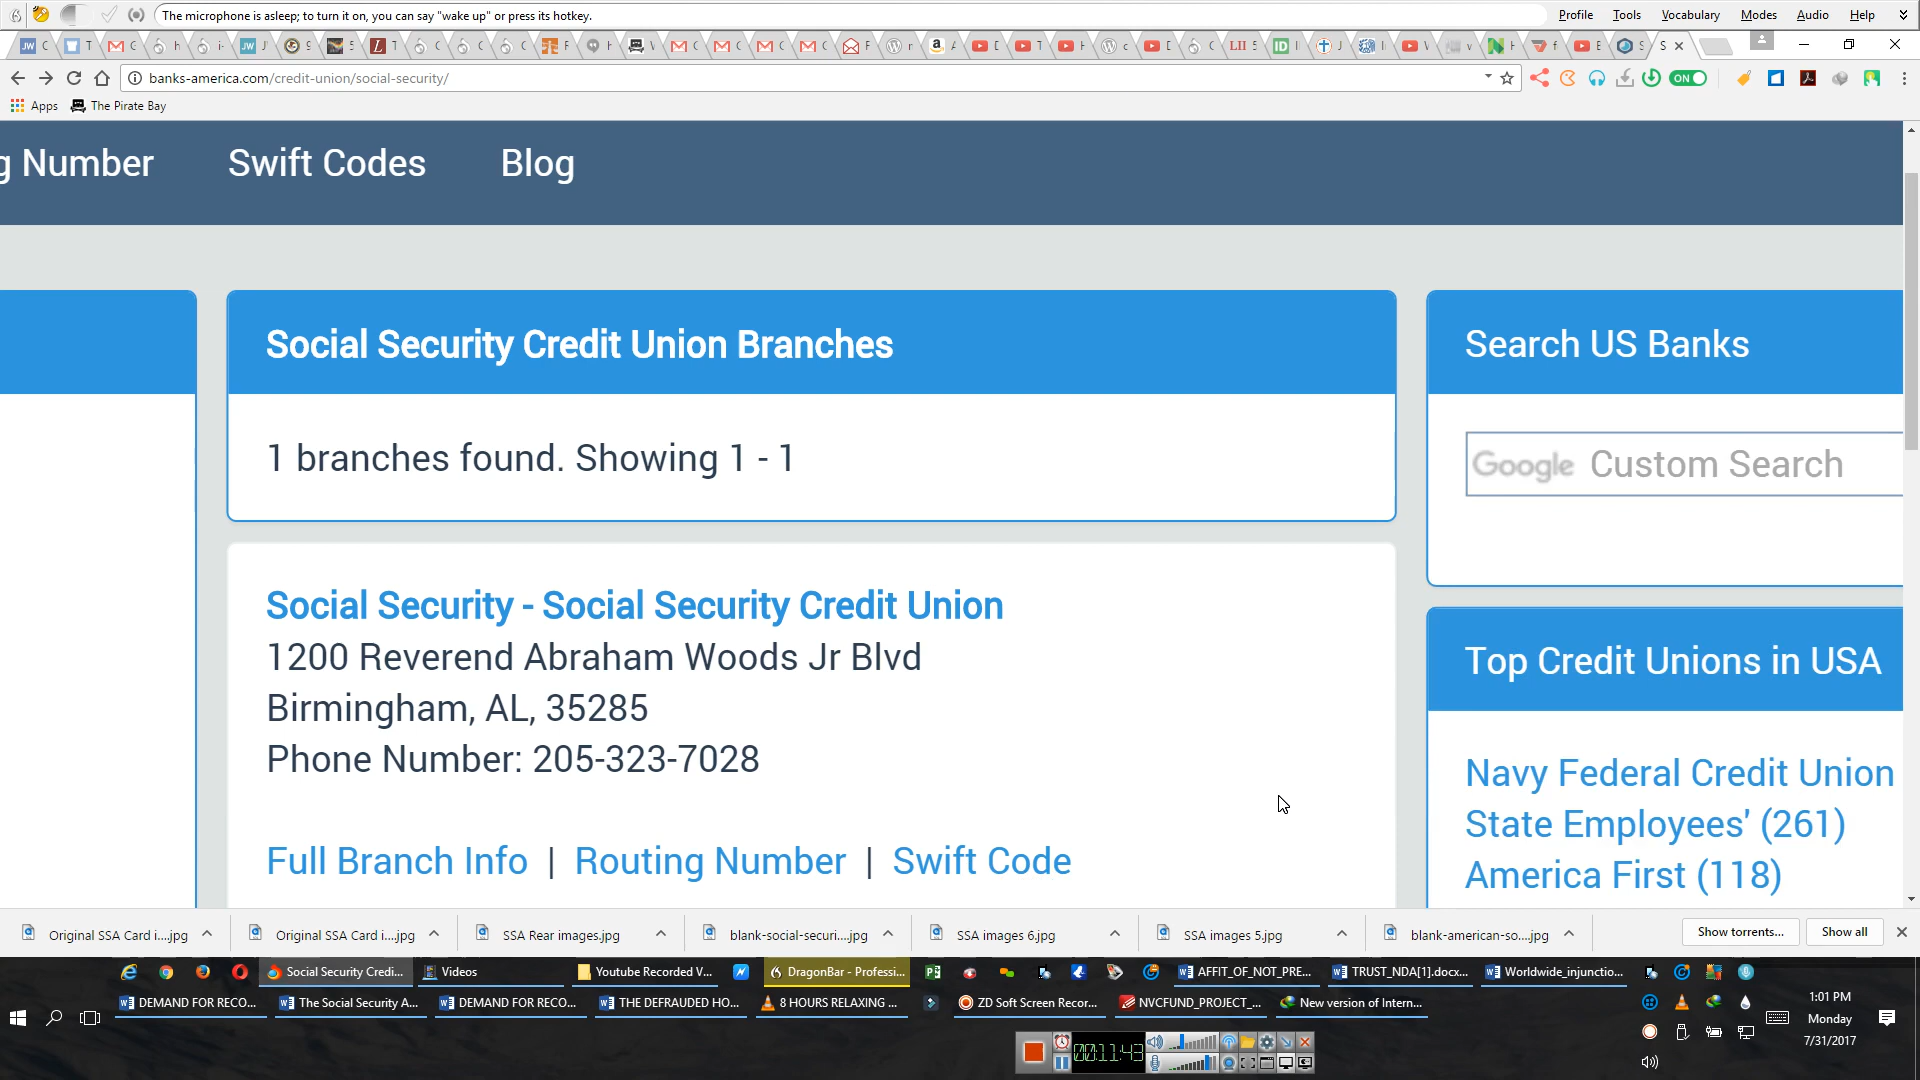 The microphone is asleep; to turn it on, you can say "wake up" or press its hotkey.
Profile Tools Vocabulary Modes Audio Help
banks-america.com/credit-union/social-security/
ON
Apps The Pirate Bay
g Number Swift Codes Blog
Social Security Credit Union Branches
1 branches found. Showing 1 - 1
Search US Banks
Google Custom Search
Social Security - Social Security Credit Union
1200 Reverend Abraham Woods Jr Blvd
Birmingham, AL, 35285
Phone Number: 205-323-7028
Full Branch Info | Routing Number | Swift Code
Top Credit Unions in USA
Navy Federal Credit Union
State Employees' (261)
America First (118)
Original SSA Card i....jpg
Original SSA Card i....jpg
SSA Rear images.jpg
blank-social-securi....jpg
SSA images 6.jpg
SSA images 5.jpg
blank-american-so....jpg
Show torrents...
Show all
Social Security Credi...
Videos
Youtube Recorded V...
DragonBar - Professi...
AFFIT_OF_NOT_PRE...
TRUST_NDA[1].docx...
Worldwide_injunctio...
DEMAND FOR RECO...
The Social Security A...
DEMAND FOR RECO...
THE DEFRAUDED HO...
8 HOURS RELAXING ...
ZD Soft Screen Recor...
NVCFUND_PROJECT_...
New version of Intern...
1:01 PM
Monday
7/31/2017
00:11:43